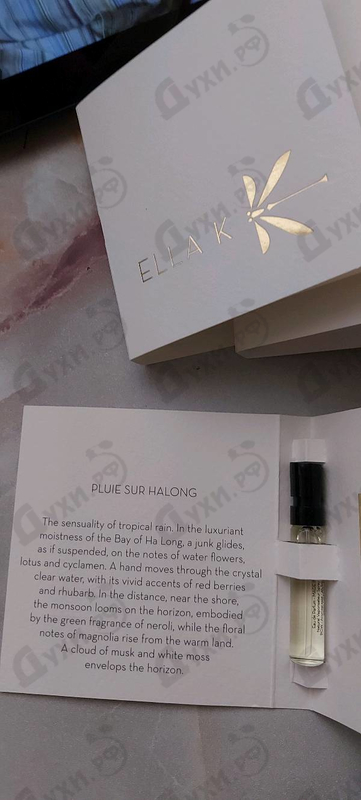 ELLA K
PLUIE SUR HALONG
The sensuality of tropical rain. In the luxuriant
moistness of the Bay of Ha Long, a junk glides,
as if suspended, on the notes of water flowers,
lotus and cyclamen. A hand moves through the crystal
clear water, with its vivid accents of red berries
and rhubarb. In the distance, near the shore,
the monsoon looms on the horizon, embodied
by the green fragrance of neroli, while the floral
notes of magnolia rise from the warm land.
A cloud of musk and white moss
envelops the horizon.
Духи.РФ